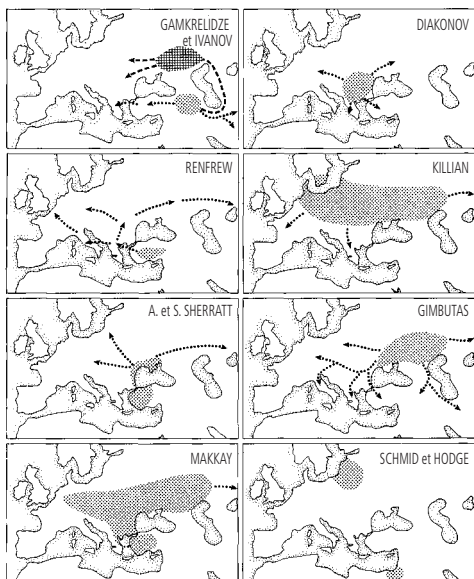 GAMKRELIDZE
et IVANOV
DIAKONOV
RENFREW
KILLIAN
A. et S. SHERRATT
GIMBUTAS
MAKKAY
SCHMID et HODGE